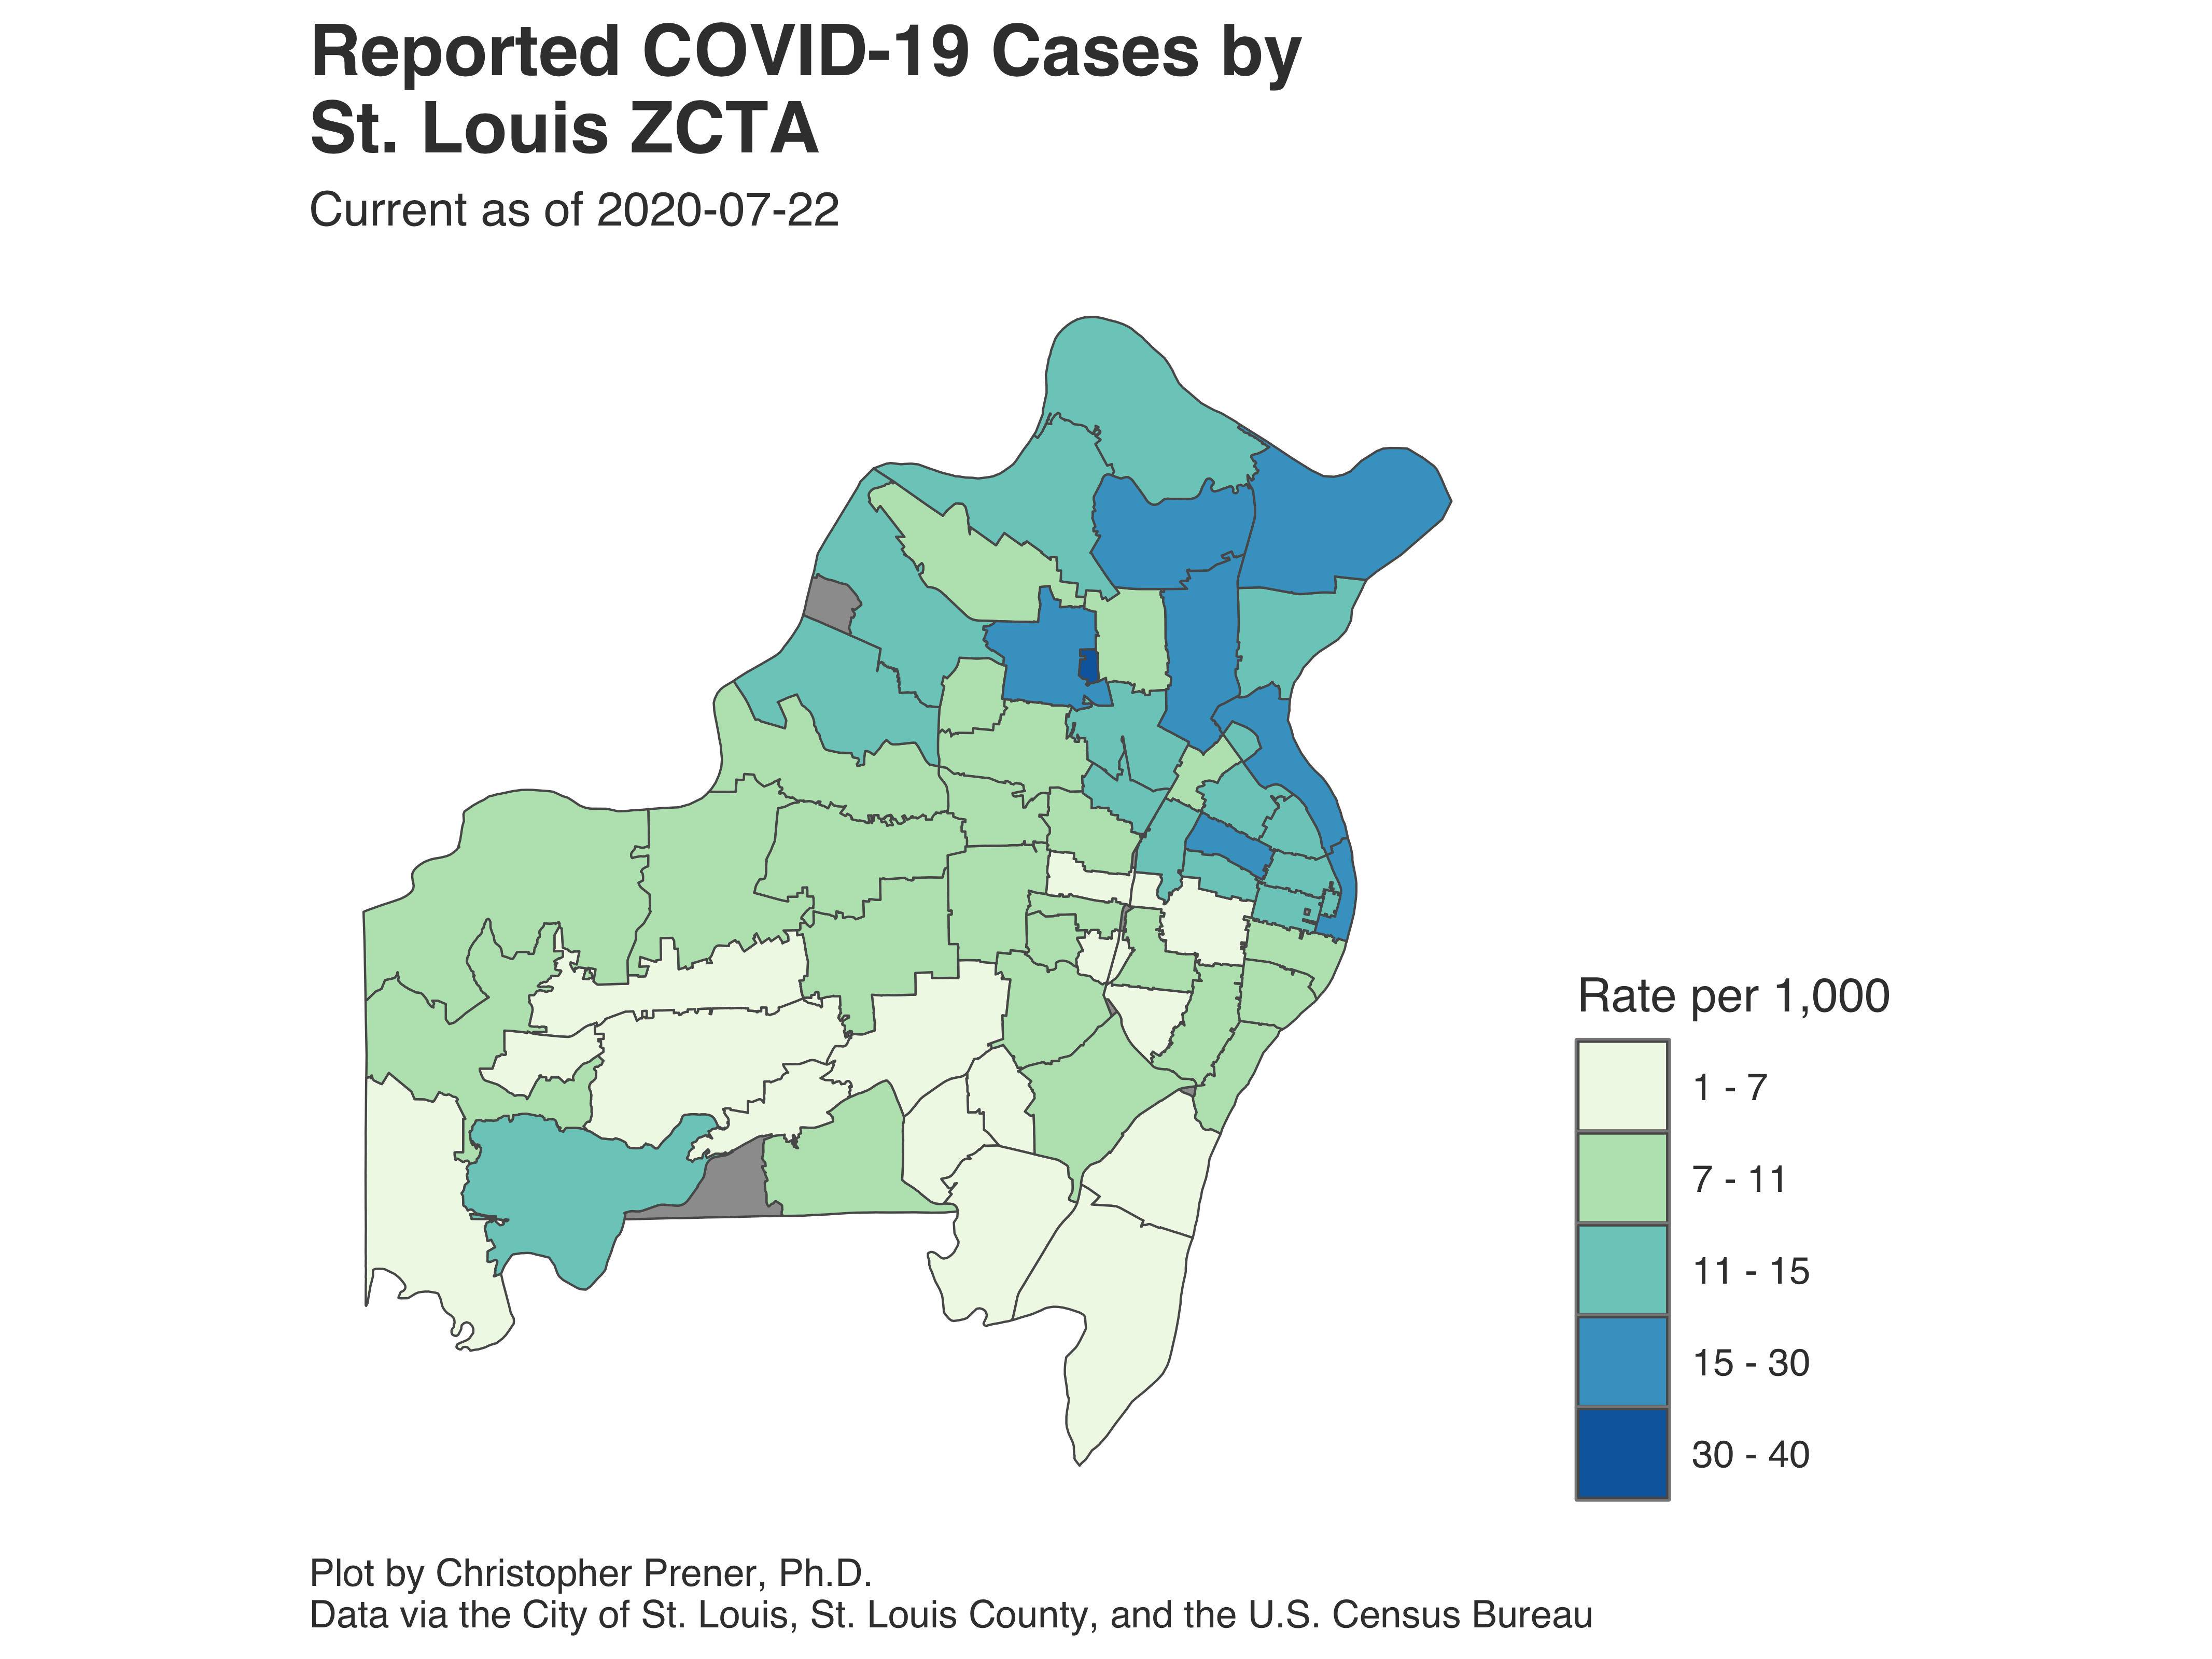 Reported COVID-19 Cases by
St. Louis ZCTA
Current as of 2020-07-22
Rate per 1,000
1 - 7
7 - 11
11 - 15
15 - 30
30 - 40
Plot by Christopher Prener, Ph.D.
Data via the City of St. Louis, St. Louis County, and the U.S. Census Bureau